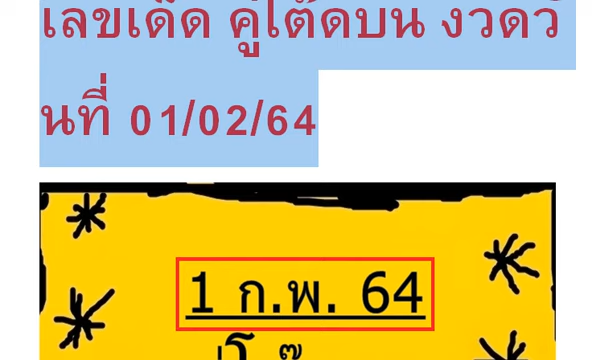 เลขเด็ด คู่โต๊ดบน งวดวั
นที่ 01/02/64
1 ก.พ. 64